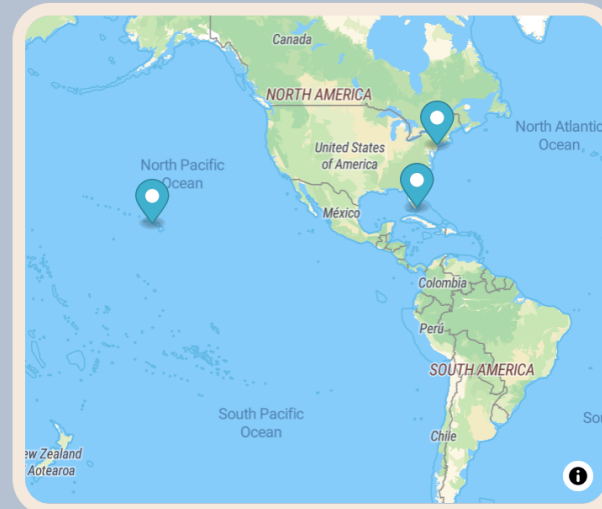 Canada
NORTH AMERICA
North Atlantic
Ocean
United States
of America
North Pacific
Ocean
México
Colombia
Perú
SOUTH AMERICA
South Pacific
Ocean
Sou
Chile
ew Zealand
Aotearoa
i